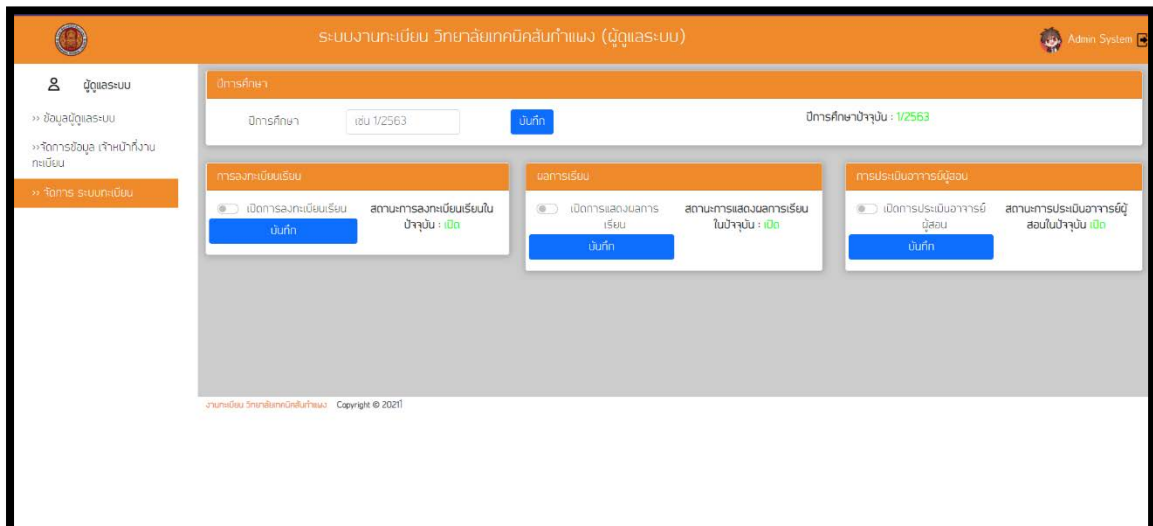 ระบบงานทะเบียน วิทยาลัยเทคนิคสันกำแพง (ผู้ดูแลระบบ)
Admin System
ผู้ดูแลระบบ
›› ข้อมูลผู้ดูแลระบบ
››จัดการข้อมูล เจ้าหน้าที่งาน
ทะเบียน
›› จัดการ ระบบทะเบียน
ปีการศึกษา
ปีการศึกษา
เช่น 1/2563
บันทึก
ปีการศึกษาปัจจุบัน : 1/2563
การลงทะเบียนเรียน
เปิดการลงทะเบียนเรียน
สถานะการลงทะเบียนเรียนใน
ปัจจุบัน : เปิด
บันทึก
ผลการเรียน
เปิดการแสดงผลการ
เรียน
สถานะการแสดงผลการเรียน
ในปัจจุบัน : เปิด
บันทึก
การประเมินอาจารย์ผู้สอน
เปิดการประเมินอาจารย์
ผู้สอน
สถานะการประเมินอาจารย์ผู้
สอนในปัจจุบัน เปิด
บันทึก
งานทะเบียน วิทยาลัยเทคนิคสันกำแพง Copyright © 2021